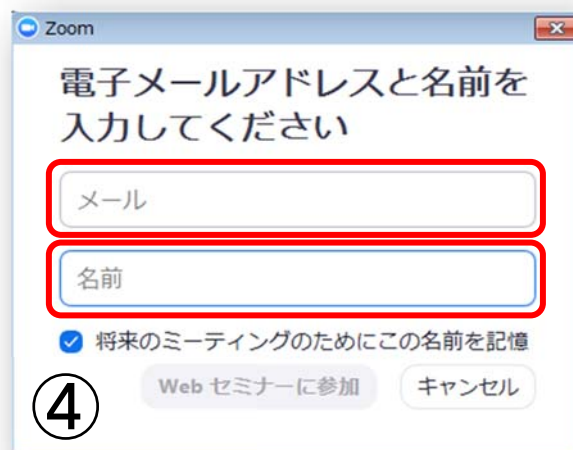 Zoom
電子メールアドレスと名前を
入力してください
メール
名前
将来のミーティングのためにこの名前を記憶
Web セミナーに参加 キャンセル
④